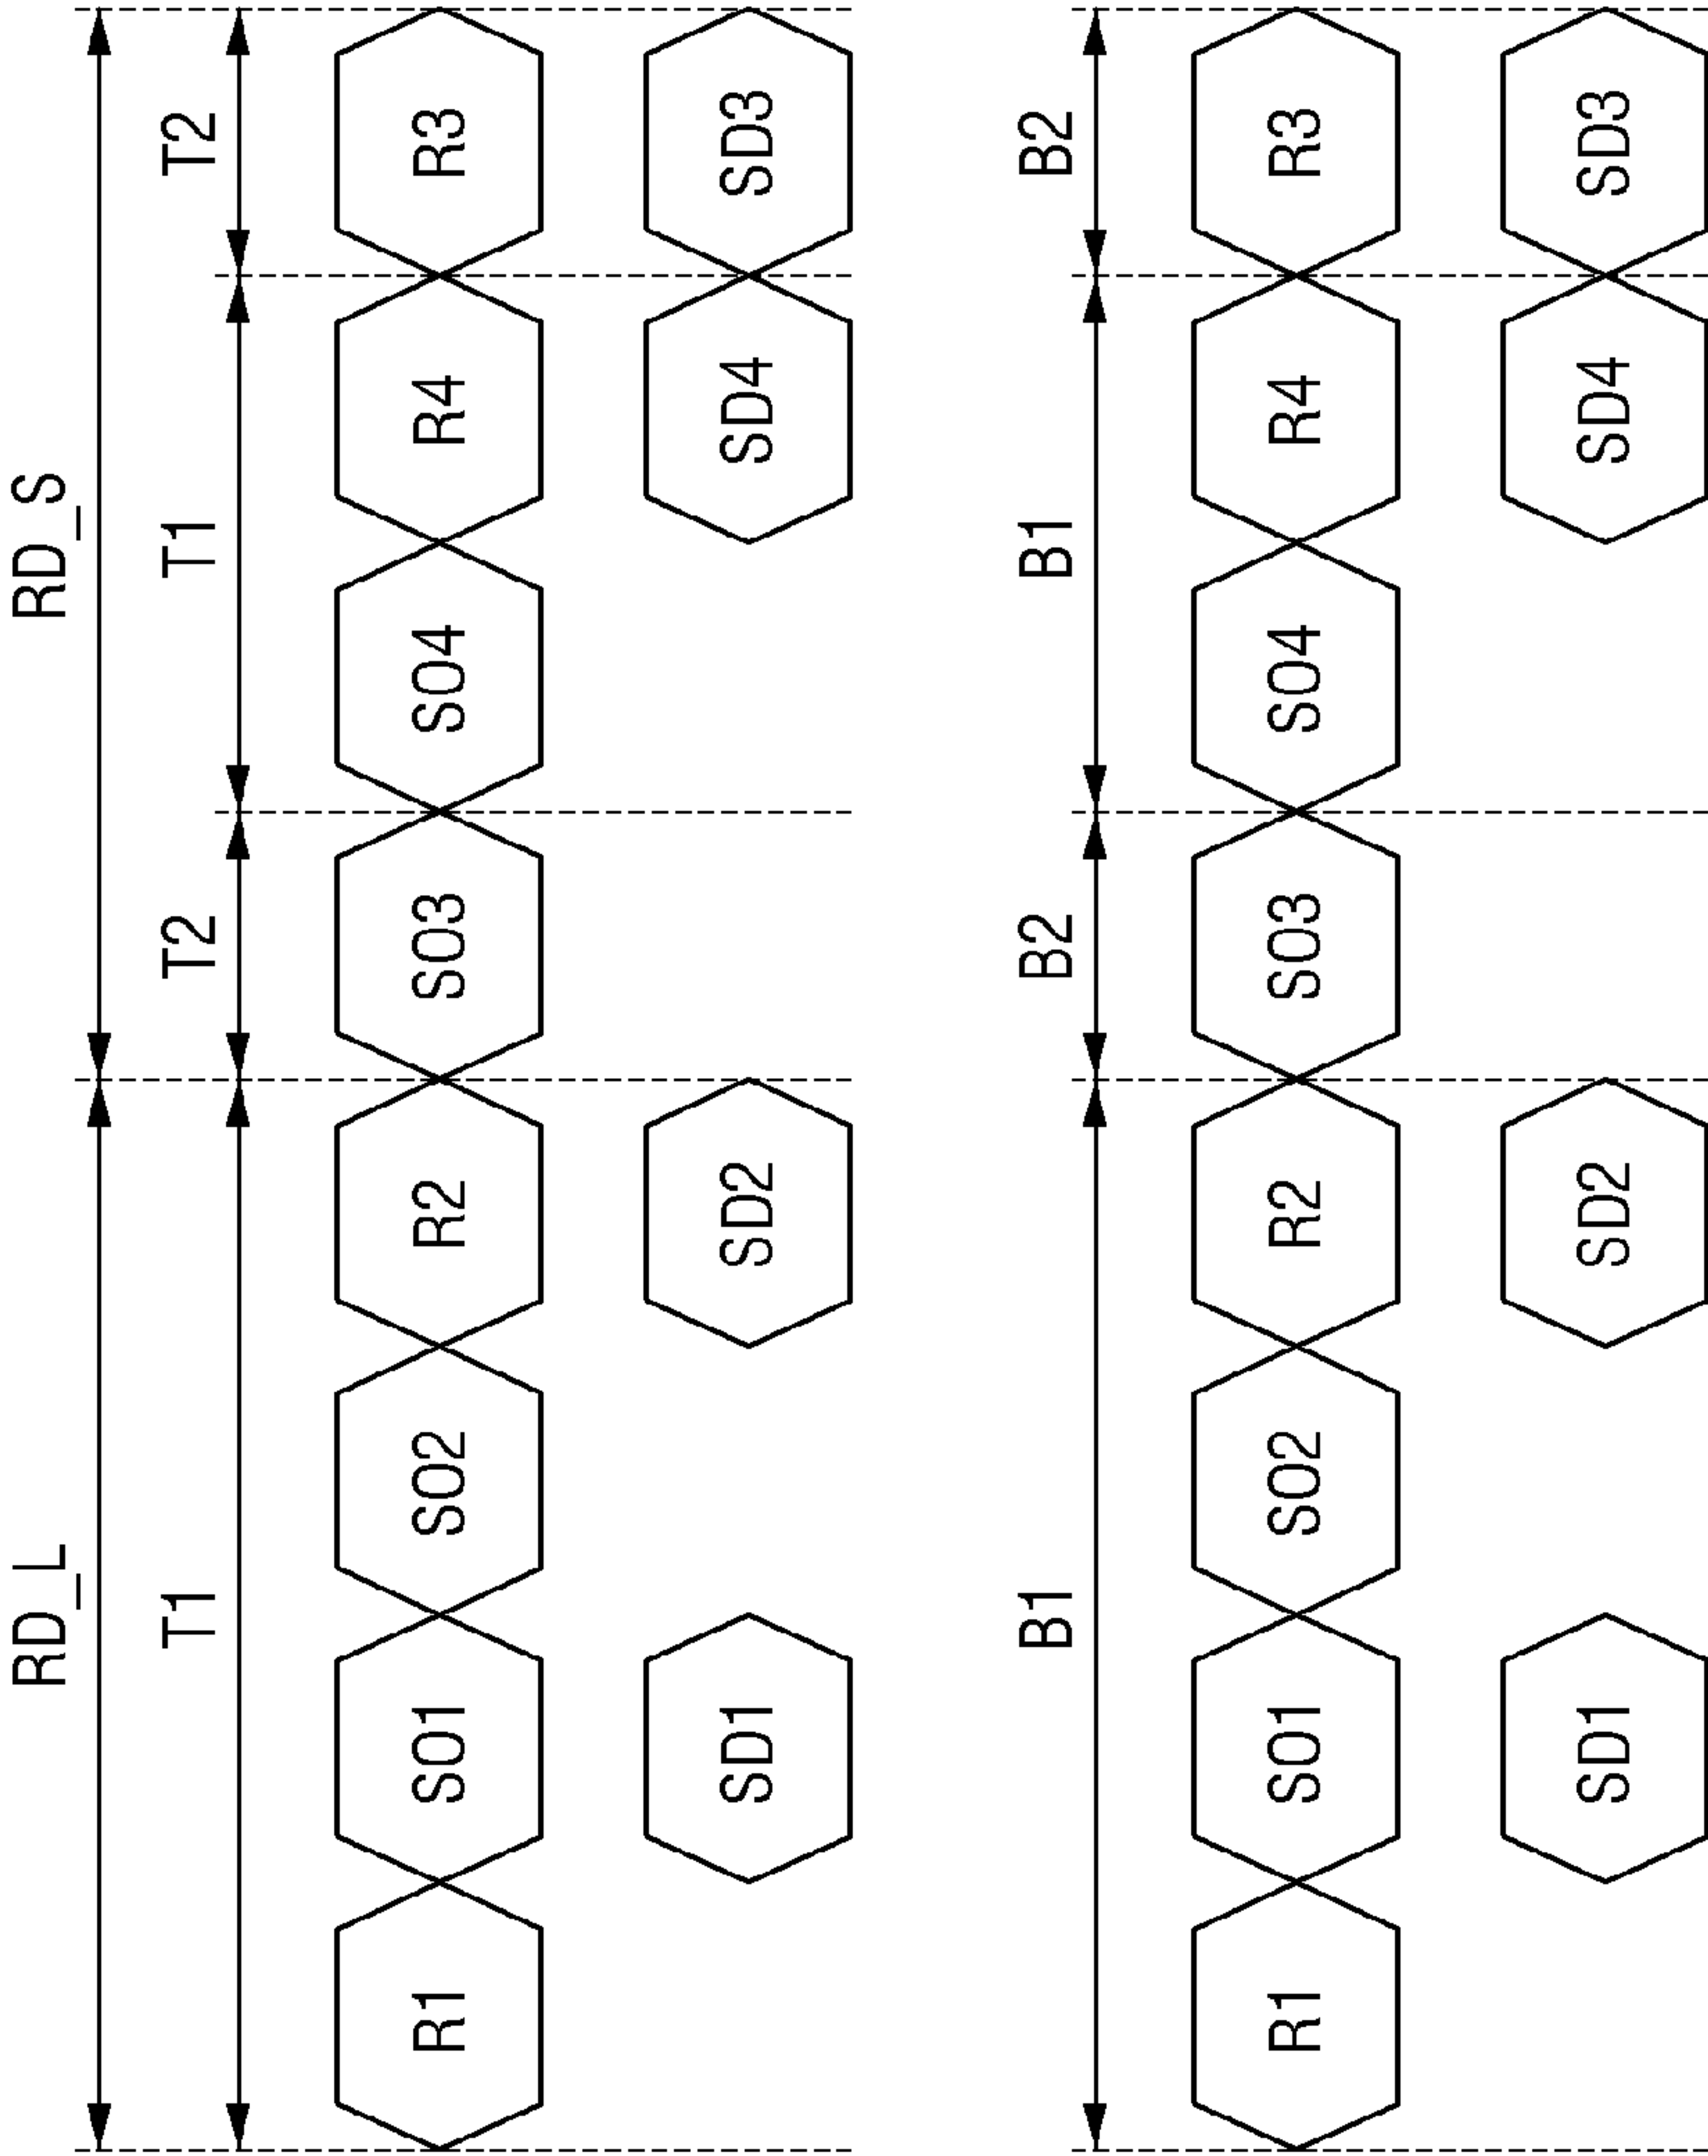 RD_L RD_S
T1 T2 T1 T2
R1 SO1 SO2 R2 SO3 SO4 R4 R3
SD1 SD2 SD4 SD3
B1 B2 B1 B2
R1 SO1 SO2 R2 SO3 SO4 R4 R3
SD1 SD2 SD4 SD3